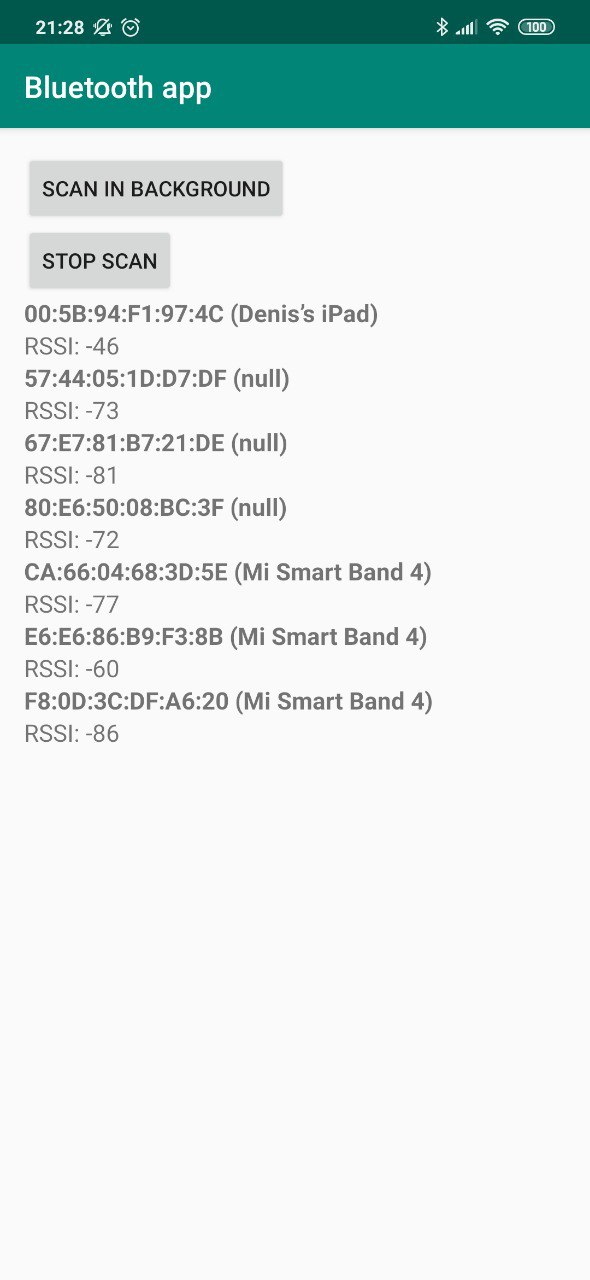 21:28 100
Bluetooth app
SCAN IN BACKGROUND
STOP SCAN
00:5B:94:F1:97:4C (Denis’s iPad)
RSSI: -46
57:44:05:1D:D7:DF (null)
RSSI: -73
67:E7:81:B7:21:DE (null)
RSSI: -81
80:E6:50:08:BC:3F (null)
RSSI: -72
CA:66:04:68:3D:5E (Mi Smart Band 4)
RSSI: -77
E6:E6:86:B9:F3:8B (Mi Smart Band 4)
RSSI: -60
F8:0D:3C:DF:A6:20 (Mi Smart Band 4)
RSSI: -86